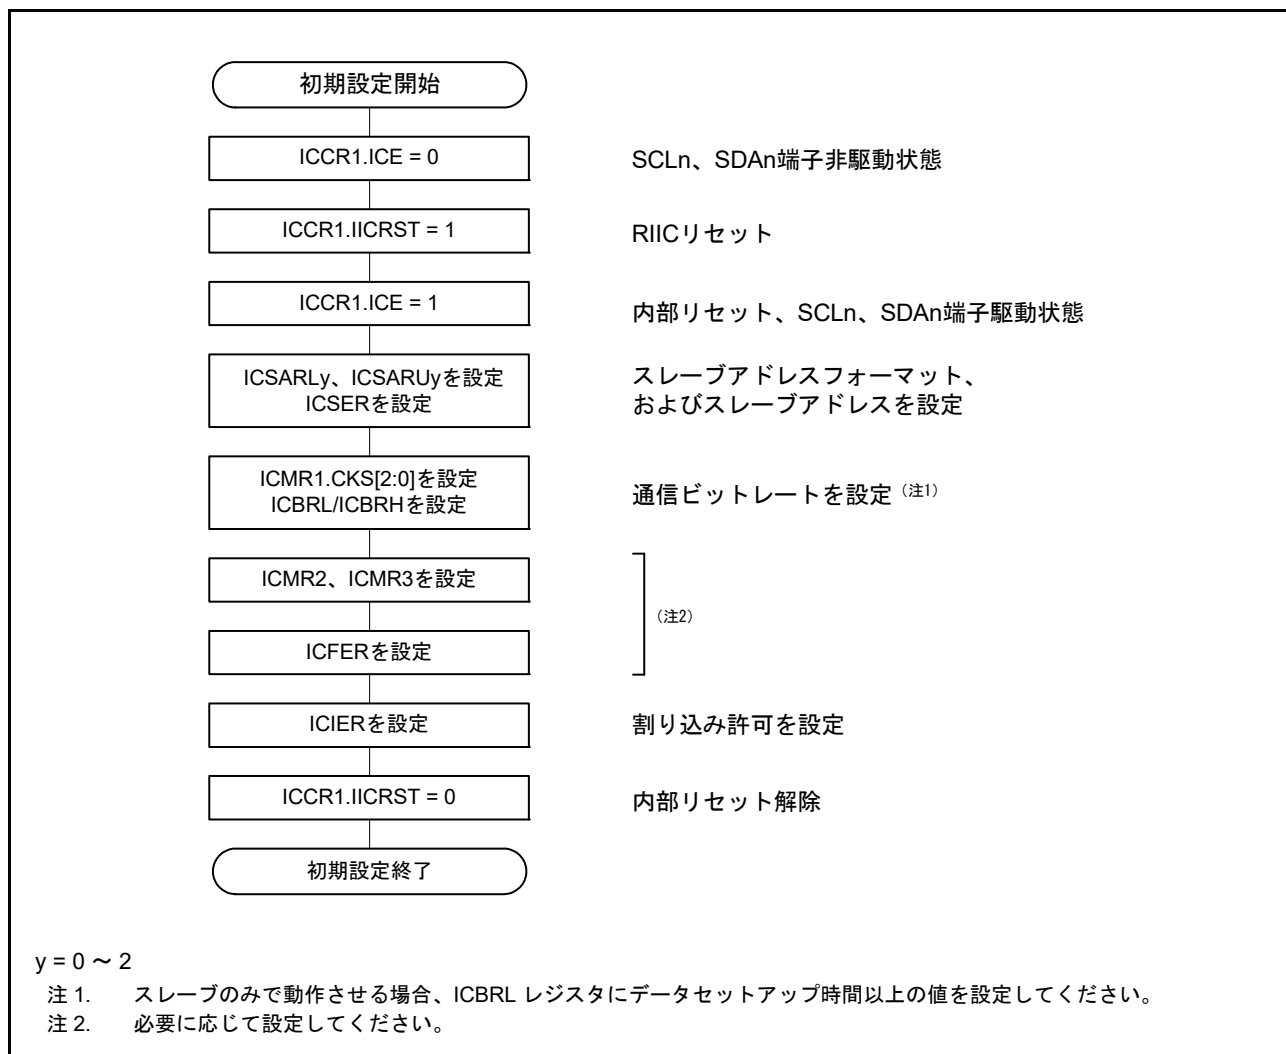 初期設定開始
ICCR1.ICE = 0
SCLn、SDAn端子非駆動状態
ICCR1.IICRST = 1
RIICリセット
ICCR1.ICE = 1
内部リセット、SCLn、SDAn端子駆動状態
ICSARLy、ICSARUyを設定
ICSERを設定
スレーブアドレスフォーマット、
およびスレーブアドレスを設定
ICMR1.CKS[2:0]を設定
ICBRL/ICBRHを設定
通信ビットレートを設定（注1）
ICMR2、ICMR3を設定
（注2）
ICFERを設定
ICIERを設定
割り込み許可を設定
ICCR1.IICRST = 0
内部リセット解除
初期設定終了
y = 0 ～ 2
注 1. スレーブのみで動作させる場合、ICBRL レジスタにデータセットアップ時間以上の値を設定してください。
注 2. 必要に応じて設定してください。